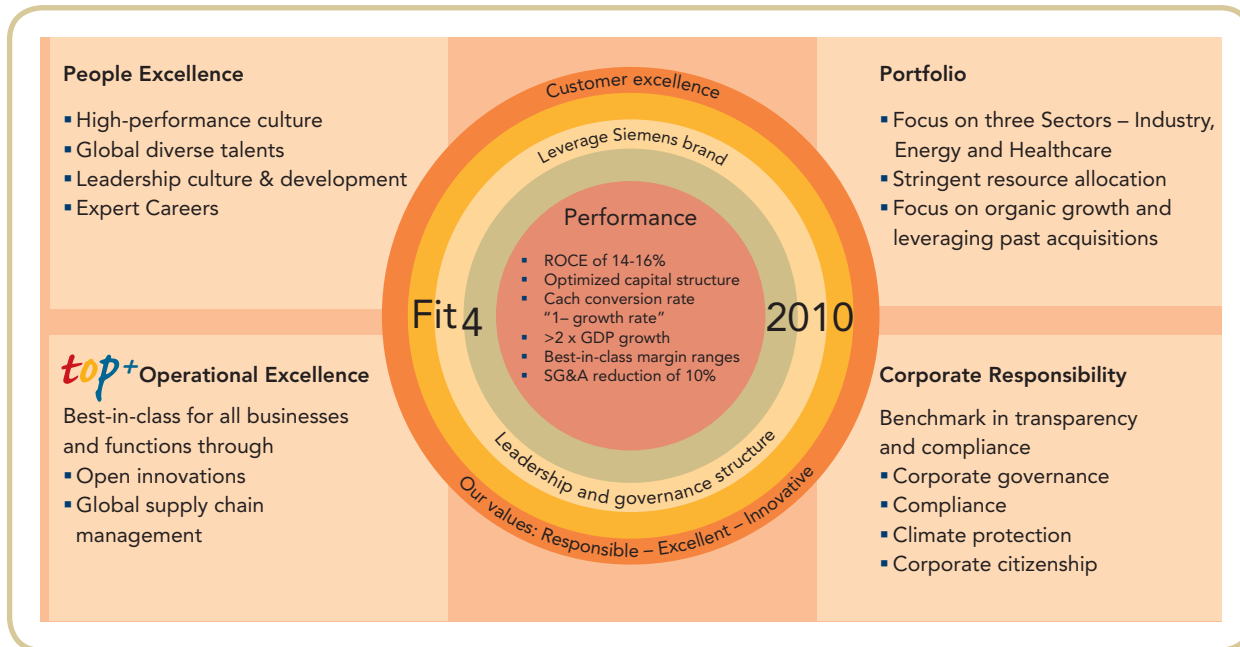 People Excellence
▪ High-performance culture
▪ Global diverse talents
▪ Leadership culture & development
▪ Expert Careers
top+ Operational Excellence
Best-in-class for all businesses
and functions through
▪ Open innovations
▪ Global supply chain
management
Customer excellence
Leverage Siemens brand
Performance
▪ ROCE of 14-16%
▪ Optimized capital structure
▪ Cach conversion rate
"1– growth rate"
▪ >2 x GDP growth
▪ Best-in-class margin ranges
▪ SG&A reduction of 10%
Fit 4 2010
Leadership and governance structure
Our values: Responsible – Excellent – Innovative
Portfolio
▪ Focus on three Sectors – Industry,
Energy and Healthcare
▪ Stringent resource allocation
▪ Focus on organic growth and
leveraging past acquisitions
Corporate Responsibility
Benchmark in transparency
and compliance
▪ Corporate governance
▪ Compliance
▪ Climate protection
▪ Corporate citizenship